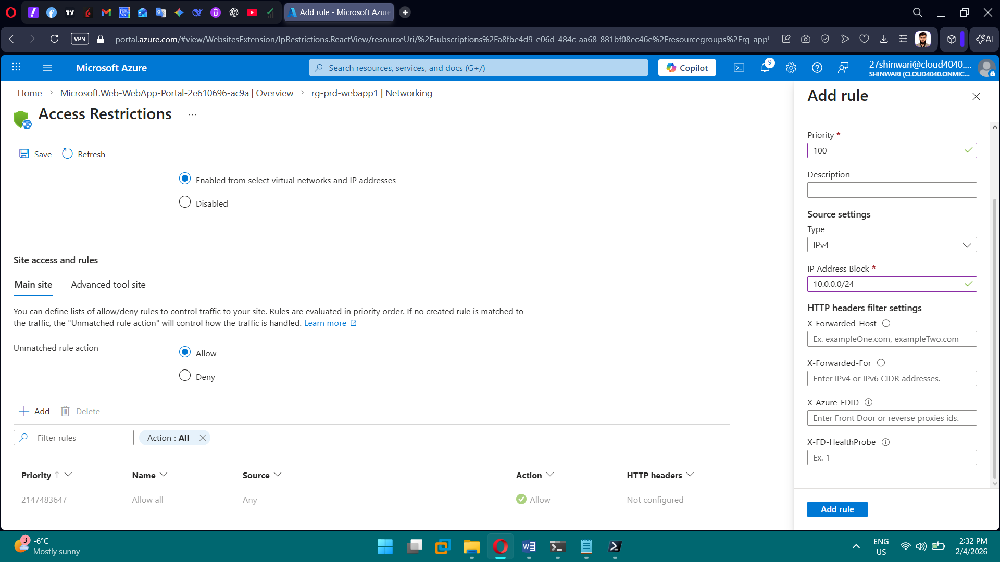 Add rule - Microsoft Azure
VPN
portal.azure.com/#view/WebsitesExtension/IpRestrictions.ReactView/resourceUri/%2Fsubscriptions%2Fa8fbe4d9-e06d-484c-aa68-881bf08ec46e%2Fresourcegroups%2Frg-app%
AI
Microsoft Azure
Search resources, services, and docs (G+/)
Copilot
9
27shinwari@cloud4040....
SHINWARI (CLOUD4040.ONMIC...
Home
Microsoft.Web-WebApp-Portal-2e610696-ac9a | Overview
rg-prd-webapp1 | Networking
Access Restrictions
Save
Refresh
Enabled from select virtual networks and IP addresses
Disabled
Site access and rules
Main site
Advanced tool site
You can define lists of allow/deny rules to control traffic to your site. Rules are evaluated in priority order. If no created rule is matched to
the traffic, the "Unmatched rule action" will control how the traffic is handled. Learn more
Unmatched rule action
Allow
Deny
Add
Delete
Filter rules
Action : All
Priority
Name
Source
Action
HTTP headers
2147483647
Allow all
Any
Allow
Not configured
Add rule
Priority *
100
Description
Source settings
Type
IPv4
IP Address Block *
10.0.0.0/24
HTTP headers filter settings
X-Forwarded-Host
Ex. exampleOne.com, exampleTwo.com
X-Forwarded-For
Enter IPv4 or IPv6 CIDR addresses.
X-Azure-FDID
Enter Front Door or reverse proxies ids.
X-FD-HealthProbe
Ex. 1
Add rule
3
-6°C
Mostly sunny
ENG
US
2:32 PM
2/4/2026